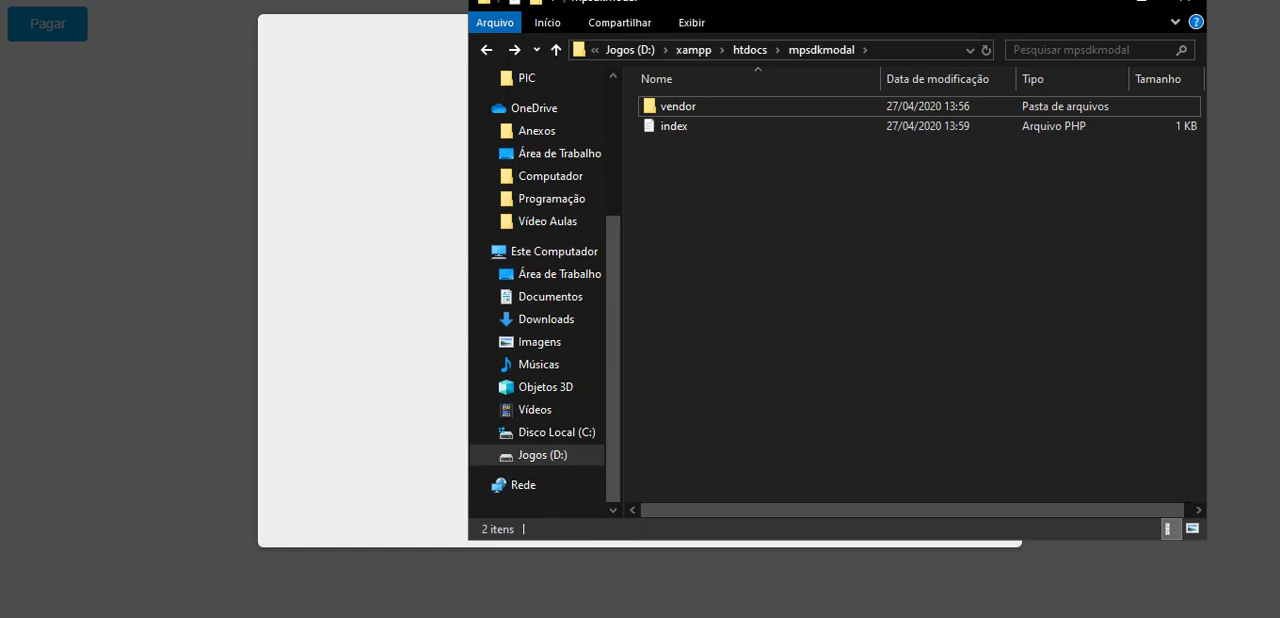 Pagar
mpsdkmodal
Arquivo Início Compartilhar Exibir
« Jogos (D:) › xampp › htdocs › mpsdkmodal › Pesquisar mpsdkmodal
Nome Data de modificação Tipo Tamanho
vendor 27/04/2020 13:56 Pasta de arquivos
index 27/04/2020 13:59 Arquivo PHP 1 KB
PIC
OneDrive
Anexos
Área de Trabalho
Computador
Programação
Vídeo Aulas
Este Computador
Área de Trabalho
Documentos
Downloads
Imagens
Músicas
Objetos 3D
Vídeos
Disco Local (C:)
Jogos (D:)
Rede
2 itens